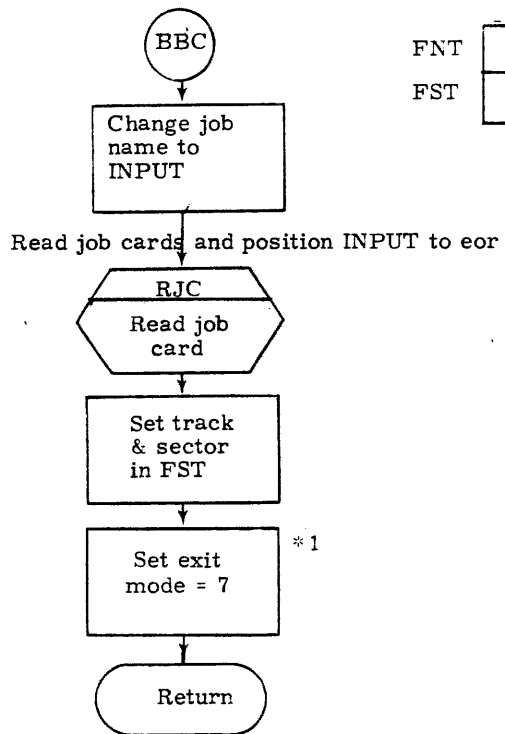 BBC
FNT
FST
Change job
name to
INPUT
Read job cards and position INPUT to eor
RJC
Read job
card
Set track
& sector
in FST
*1
Set exit
mode = 7
Return